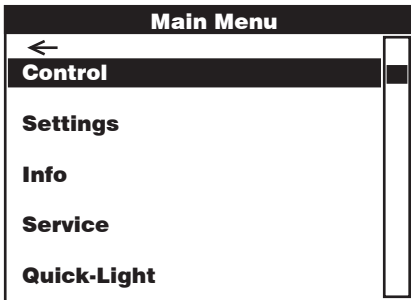 Main Menu
←
Control
Settings
Info
Service
Quick-Light